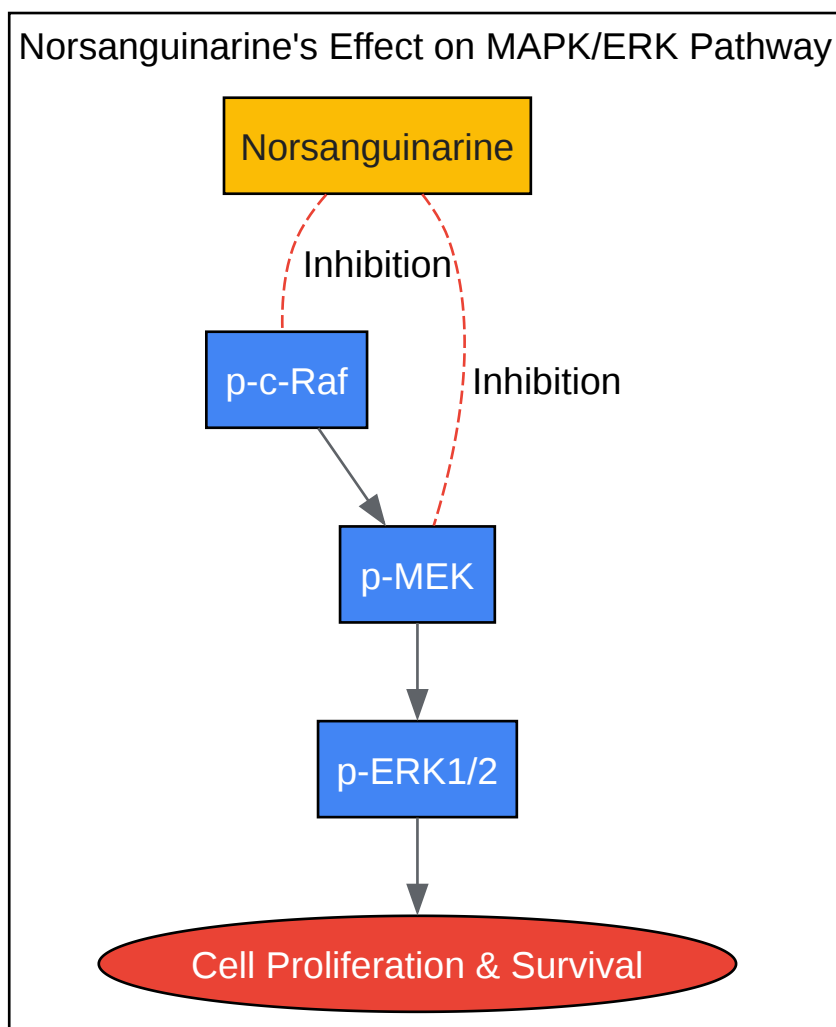 Norsanguinarine's Effect on MAPK/ERK Pathway
Norsanguinarine
Inhibition
p-c-Raf
Inhibition
p-MEK
p-ERK1/2
Cell Proliferation & Survival